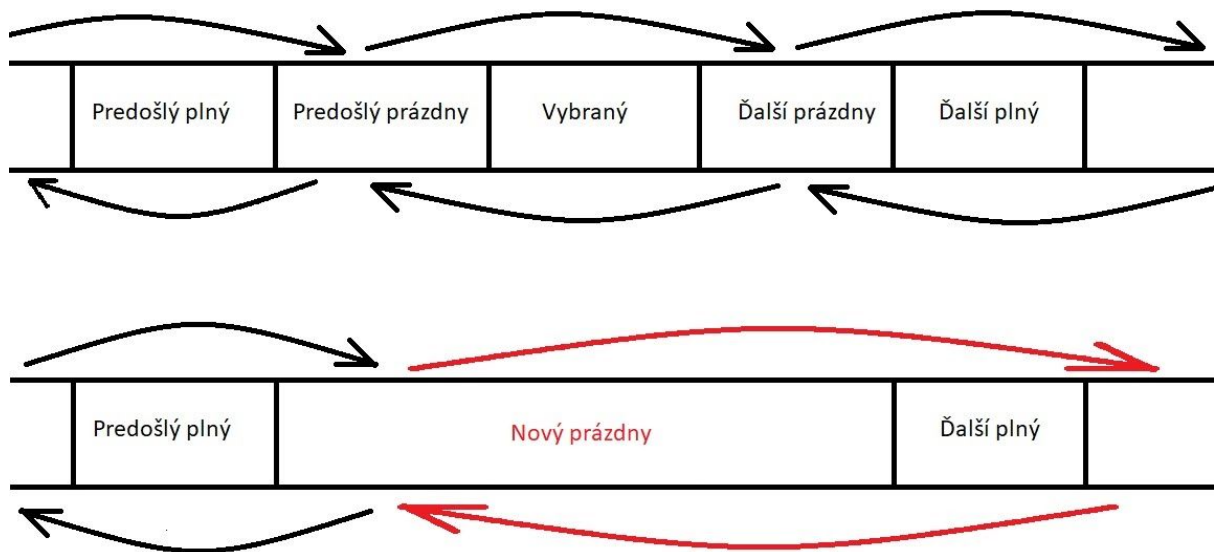 Predošlý plný
Predošlý prázdny
Vybraný
Ďalší prázdny
Ďalší plný
Predošlý plný
Nový prázdny
Ďalší plný